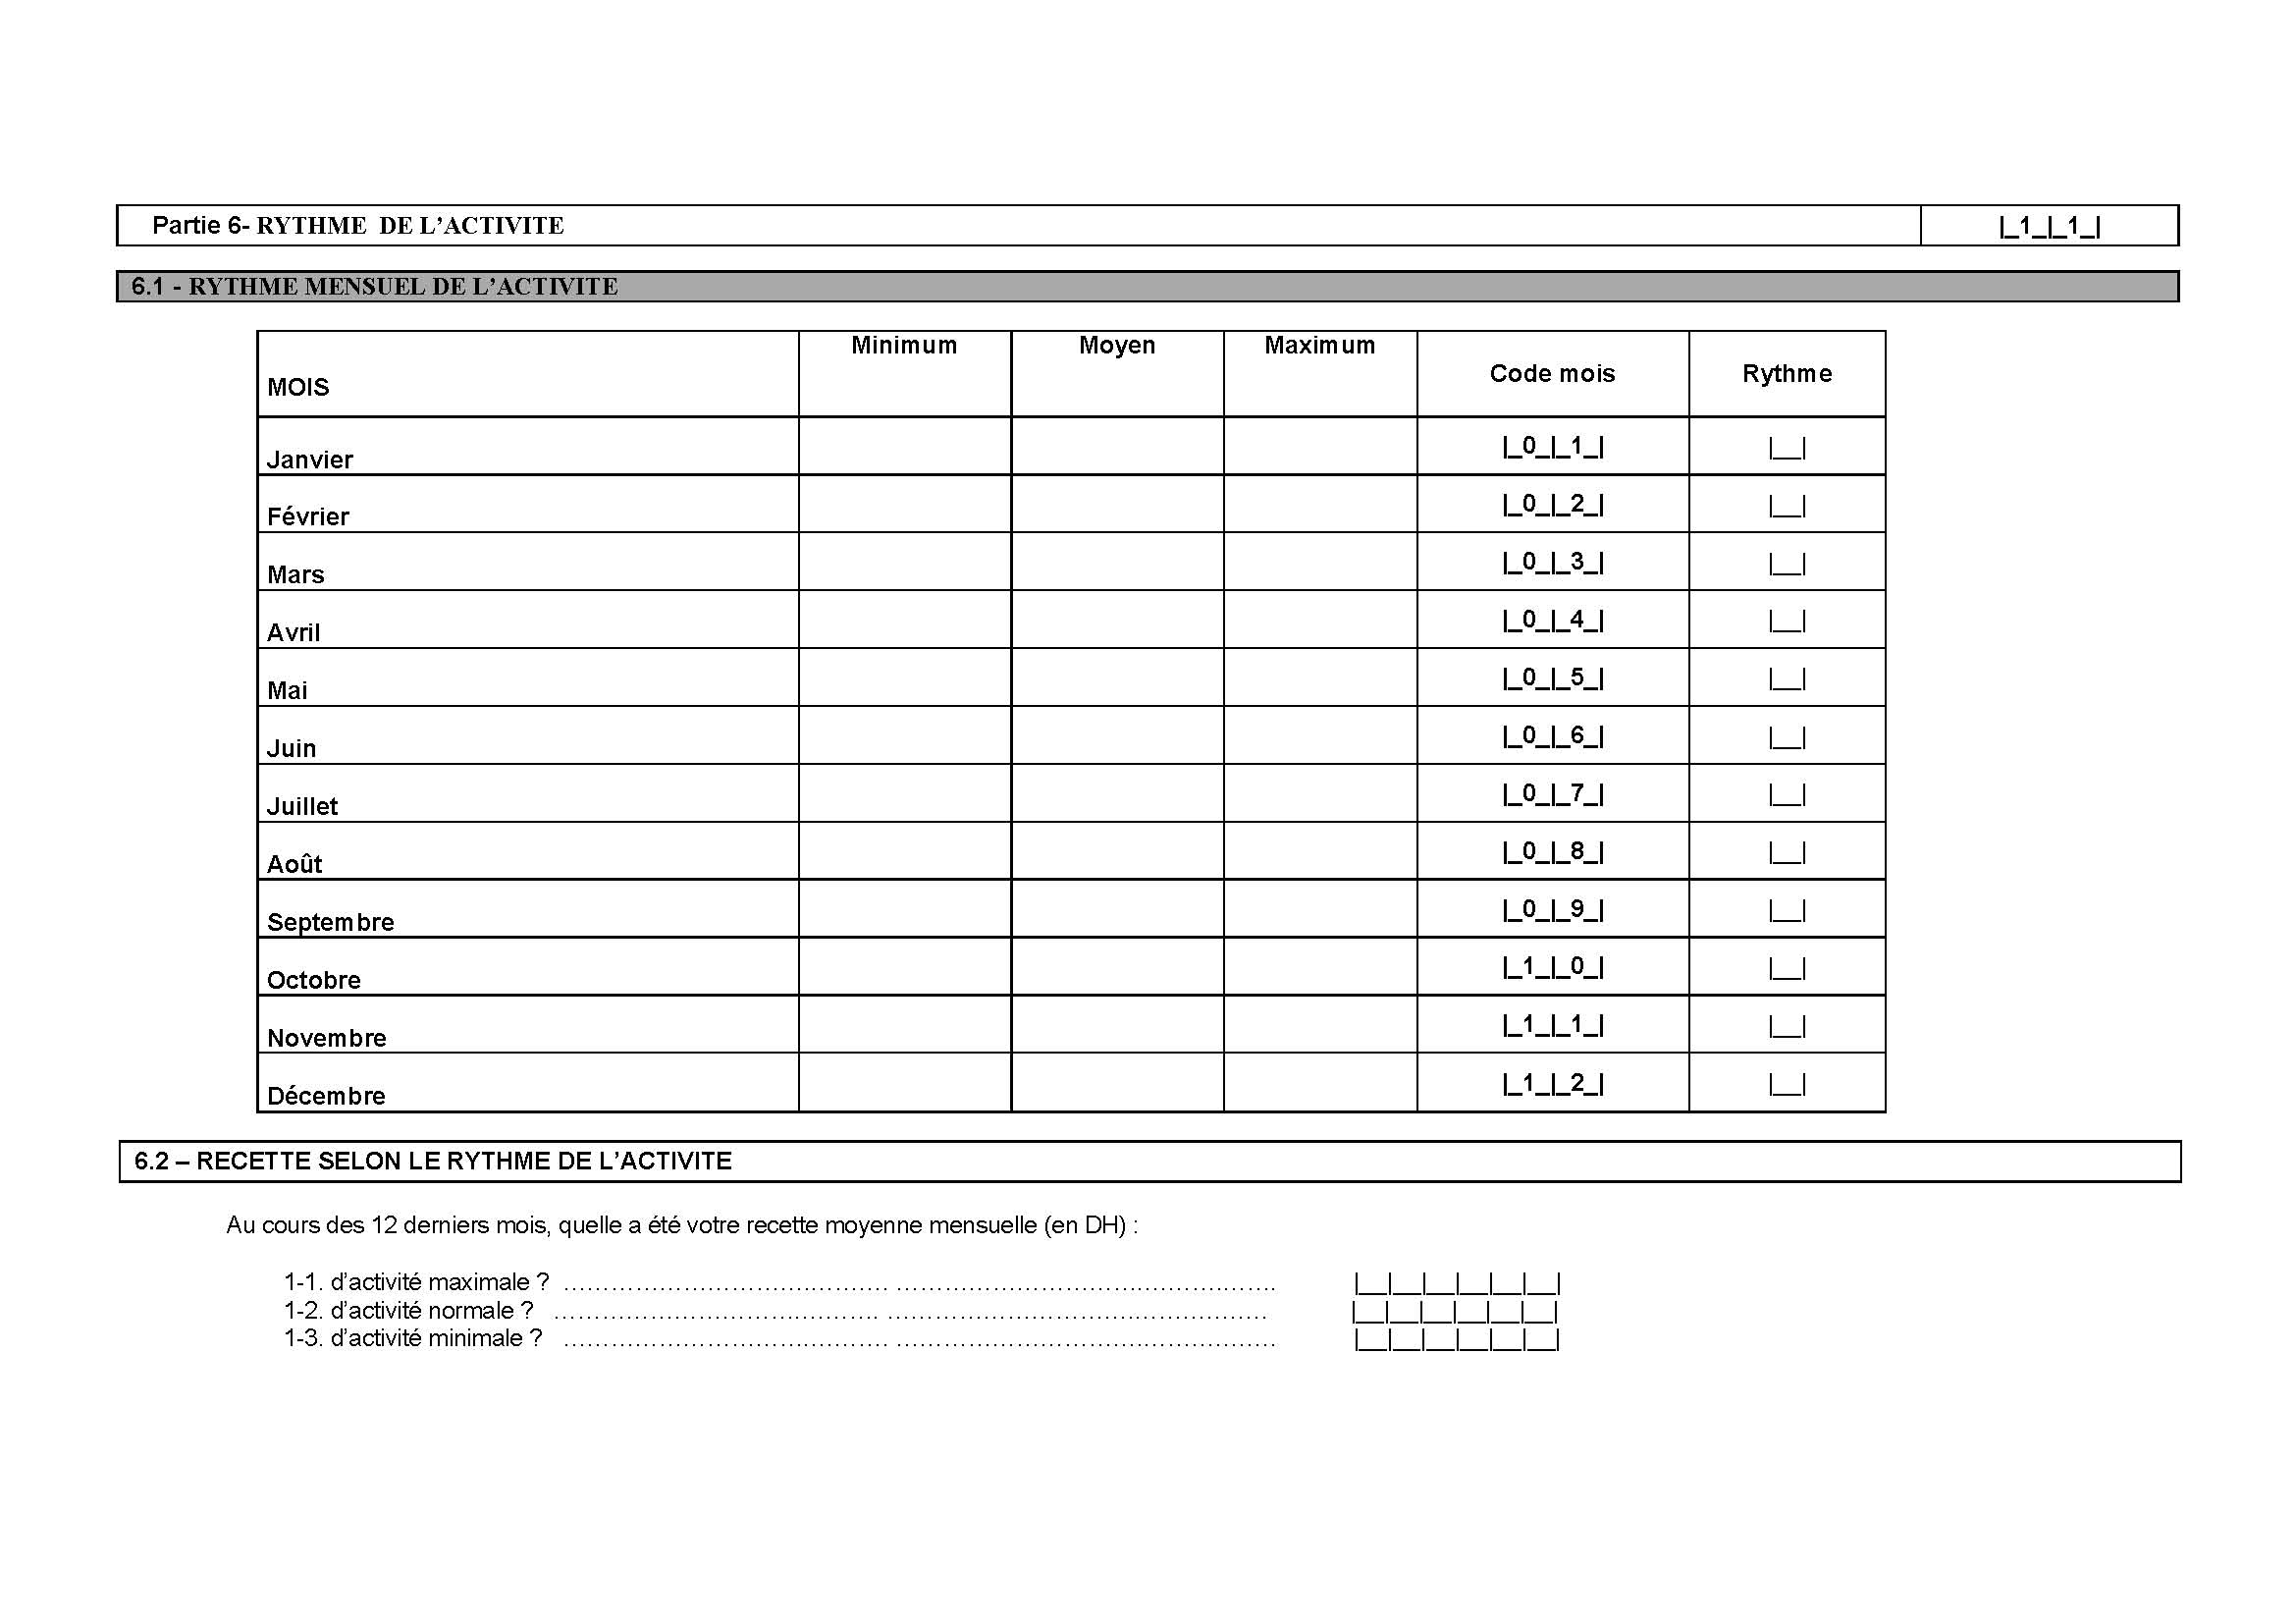 Partie 6- RYTHME  DE L’ACTIVITE |_1_|_1_|
6.1 - RYTHME MENSUEL DE L’ACTIVITE
MOIS Minimum Moyen Maximum Code mois Rythme
Janvier |_0_|_1_| |__|
Février |_0_|_2_| |__|
Mars |_0_|_3_| |__|
Avril |_0_|_4_| |__|
Mai |_0_|_5_| |__|
Juin |_0_|_6_| |__|
Juillet |_0_|_7_| |__|
Août |_0_|_8_| |__|
Septembre |_0_|_9_| |__|
Octobre |_1_|_0_| |__|
Novembre |_1_|_1_| |__|
Décembre |_1_|_2_| |__|
6.2 – RECETTE SELON LE RYTHME DE L’ACTIVITE
Au cours des 12 derniers mois, quelle a été votre recette moyenne mensuelle (en DH) :
1-1. d’activité maximale ? ………………………………….. ………………………………………… |__|__|__|__|__|__|
1-2. d’activité normale ? ………………………………….. ………………………………………… |__|__|__|__|__|__|
1-3. d’activité minimale ? ………………………………….. ………………………………………… |__|__|__|__|__|__|